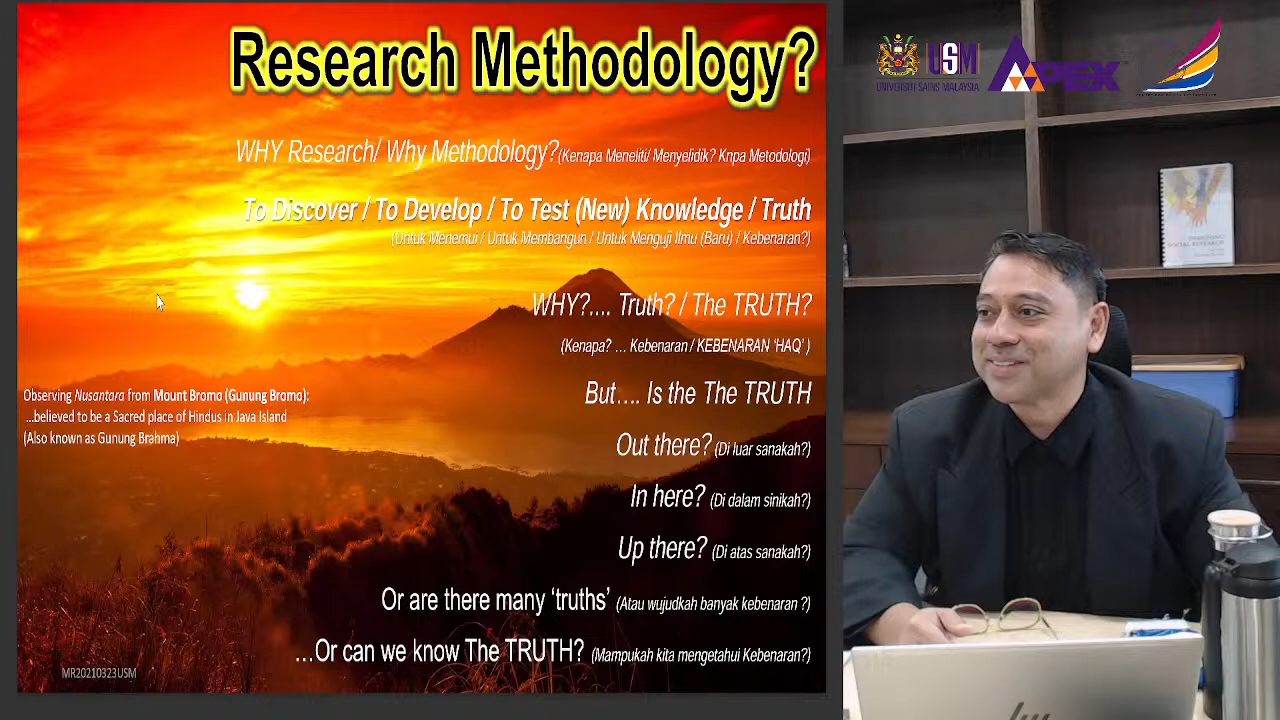 Research Methodology?
WHY Research/ Why Methodology?(Kenapa Meneliti/ Menyelidik? Knpa Metodologi)
To Discover / To Develop / To Test (New) Knowledge / Truth
(Untuk Menemui / Untuk Membangun / Untuk Menguji Ilmu (Baru) / Kebenaran?)
WHY?.... Truth? / The TRUTH?
(Kenapa? ... Kebenaran / KEBENARAN ‘HAQ’ )
But.... Is the The TRUTH
Out there? (Di luar sanakah?)
In here? (Di dalam sinikah?)
Up there? (Di atas sanakah?)
Or are there many ‘truths’ (Atau wujudkah banyak kebenaran ?)
...Or can we know The TRUTH? (Mampukah kita mengetahui Kebenaran?)
Observing Nusantara from Mount Bromo (Gunung Bromo):
...believed to be a Sacred place of Hindus in Java Island
(Also known as Gunung Brahma)
MR20210323USM
USM
UNIVERSITI SAINS MALAYSIA
APEX
SOCIAL RESEARCH
hp